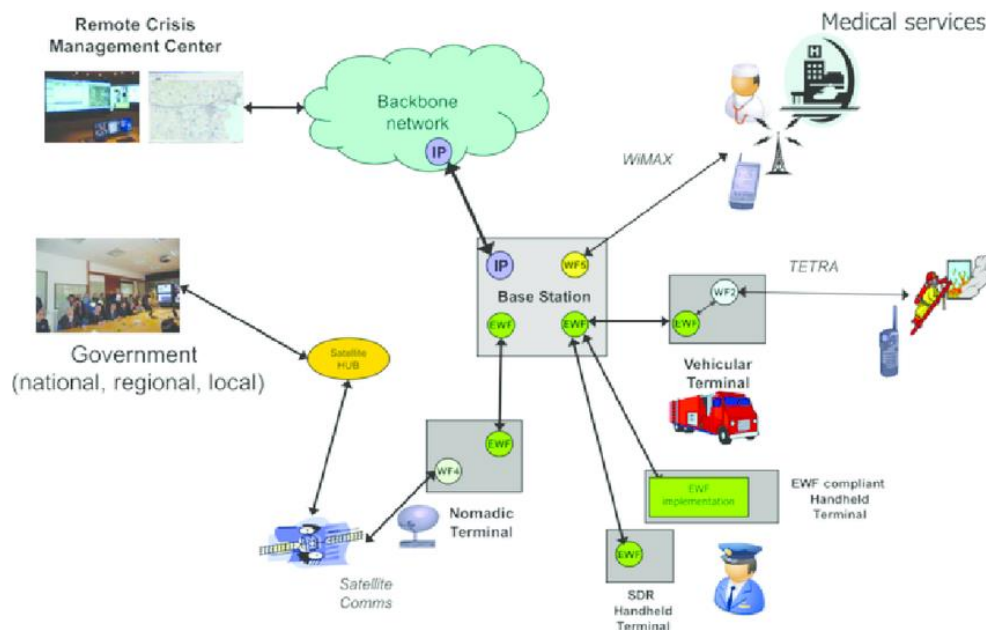 Remote Crisis
Management Center
Medical services
H
Backbone
network
IP
WiMAX
IP
WF5
Base Station
TETRA
WF2
EWF
EWF
EWF
Vehicular
Terminal
Government
(national, regional, local)
Satellite
HUB
EWF
WF4
Nomadic
Terminal
EWF
implementation
EWF compliant
Handheld
Terminal
EWF
SDR
Handheld
Terminal
Satellite
Comms